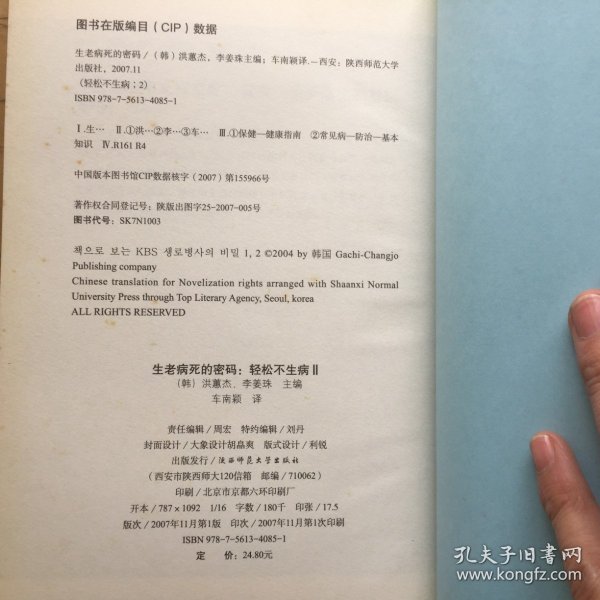 图书在版编目（CIP）数据
生老病死的密码／（韩）洪蕙杰，李姜珠主编；车南颖译.－西安：陕西师范大学
出版社，2007.11
（轻松不生病；2）
ISBN 978-7-5613-4085-1
Ⅰ.生… Ⅱ.①洪…②李…③车… Ⅲ.①保健－健康指南 ②常见病－防治－基本
知识 Ⅳ.R161 R4
中国版本图书馆CIP数据核字（2007）第155966号
著作权合同登记号：陕版出图字25-2007-005号
图书代号：SK7N1003
책으로 보는 KBS 생로병사의 비밀 1, 2 ©2004 by 韩国 Gachi-Changjo
Publishing company
Chinese translation for Novelization rights arranged with Shaanxi Normal
University Press through Top Literary Agency, Seoul, korea
ALL RIGHTS RESERVED
生老病死的密码：轻松不生病Ⅱ
（韩）洪蕙杰、李姜珠 主编
车南颖 译
责任编辑／周宏 特约编辑／刘丹
封面设计／大象设计胡晶爽 版式设计／利锐
出版发行／陕西师范大学出版社
（西安市陕西师大120信箱 邮编／710062）
印刷／北京市京都六环印刷厂
开本／787×1092 1/16 字数／180千 印张／17.5
版次／2007年11月第1版 印次／2007年11月第1次印刷
ISBN 978-7-5613-4085-1
定 价：24.80元
孔夫子旧书网
www.kongfz.com